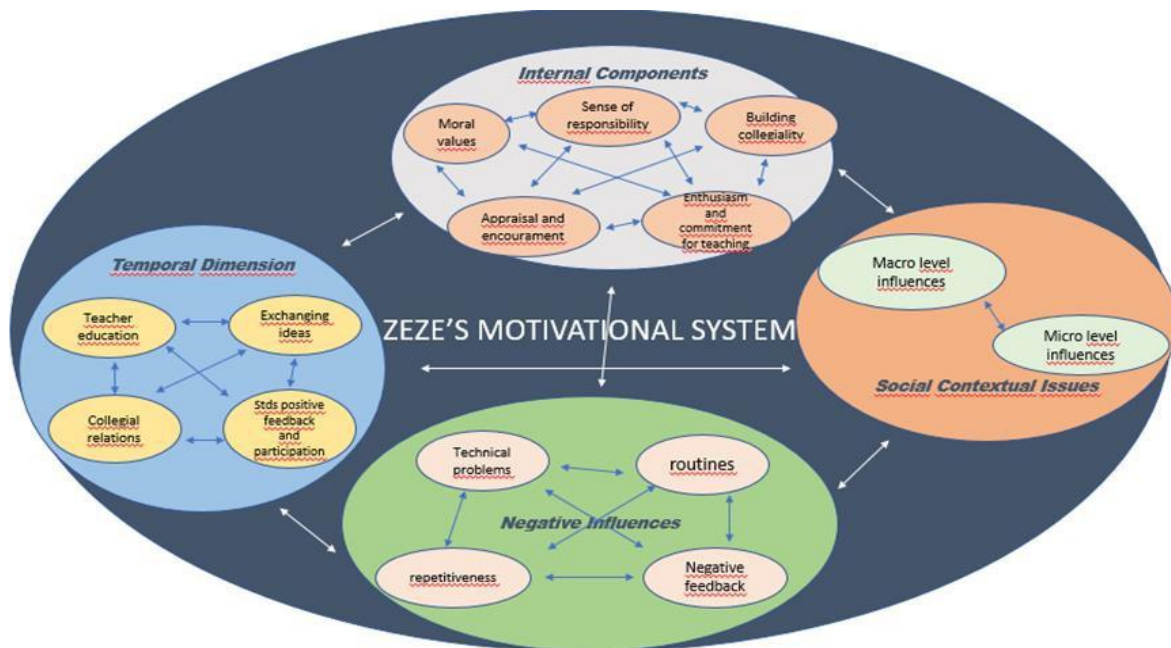 Internal Components
Sense of
responsibility
Moral
values
Building
collegiality
Appraisal and
encourament
Enthusiasm
and
commitment
for teaching
Temporal Dimension
Teacher
education
Exchanging
ideas
Collegial
relations
Stds positive
feedback
and
participation
ZEZE'S MOTIVATIONAL SYSTEM
Macro level
influences
Micro level
influences
Social Contextual Issues
Technical
problems
routines
Negative Influences
repetitiveness
Negative
feedback